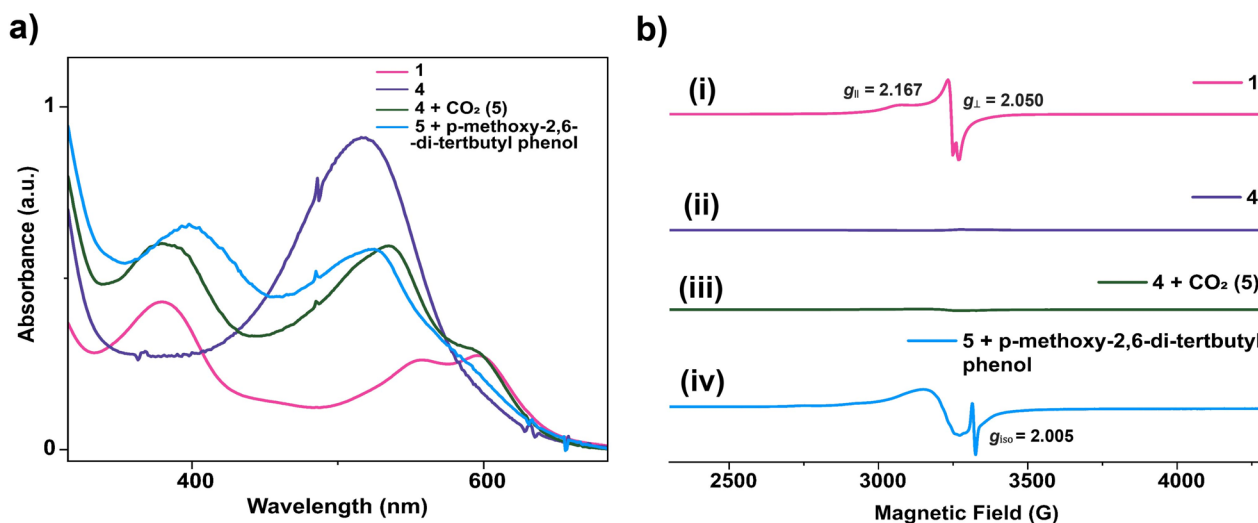 a)
1
4
4 + CO₂ (5)
5 + p-methoxy-2,6-
-di-tertbutyl phenol
1
0
Absorbance (a.u.)
400
600
Wavelength (nm)
b)
(i)
g|| = 2.167
g⊥ = 2.050
1
(ii)
4
(iii)
4 + CO₂ (5)
5 + p-methoxy-2,6-di-tertbutyl
phenol
(iv)
giso = 2.005
2500
3000
3500
4000
Magnetic Field (G)